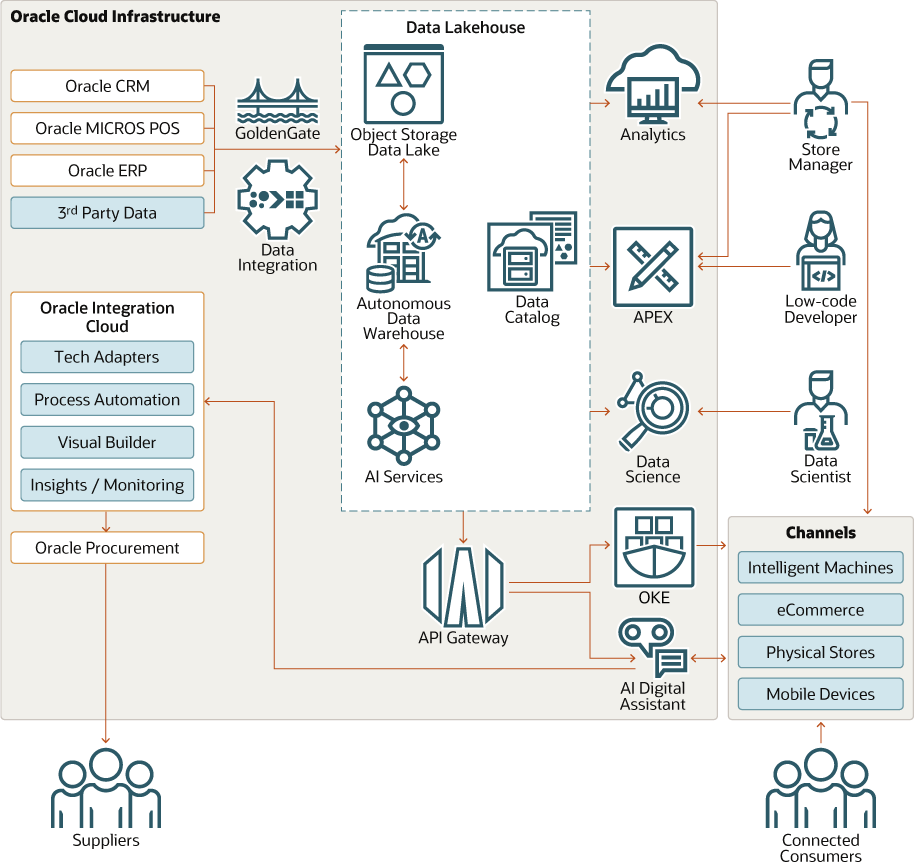 Oracle Cloud Infrastructure
Oracle CRM
Oracle MICROS POS
Oracle ERP
3rd Party Data
GoldenGate
Data
Integration
Data Lakehouse
Object Storage
Data Lake
Autonomous
Data
Warehouse
AI Services
Data
Catalog
Analytics
APEX
Data
Science
Store
Manager
Low-code
Developer
Data
Scientist
Oracle Integration
Cloud
Tech Adapters
Process Automation
Visual Builder
Insights / Monitoring
Oracle Procurement
API Gateway
OKE
AI Digital
Assistant
Channels
Intelligent Machines
eCommerce
Physical Stores
Mobile Devices
Suppliers
Connected
Consumers
A
</>